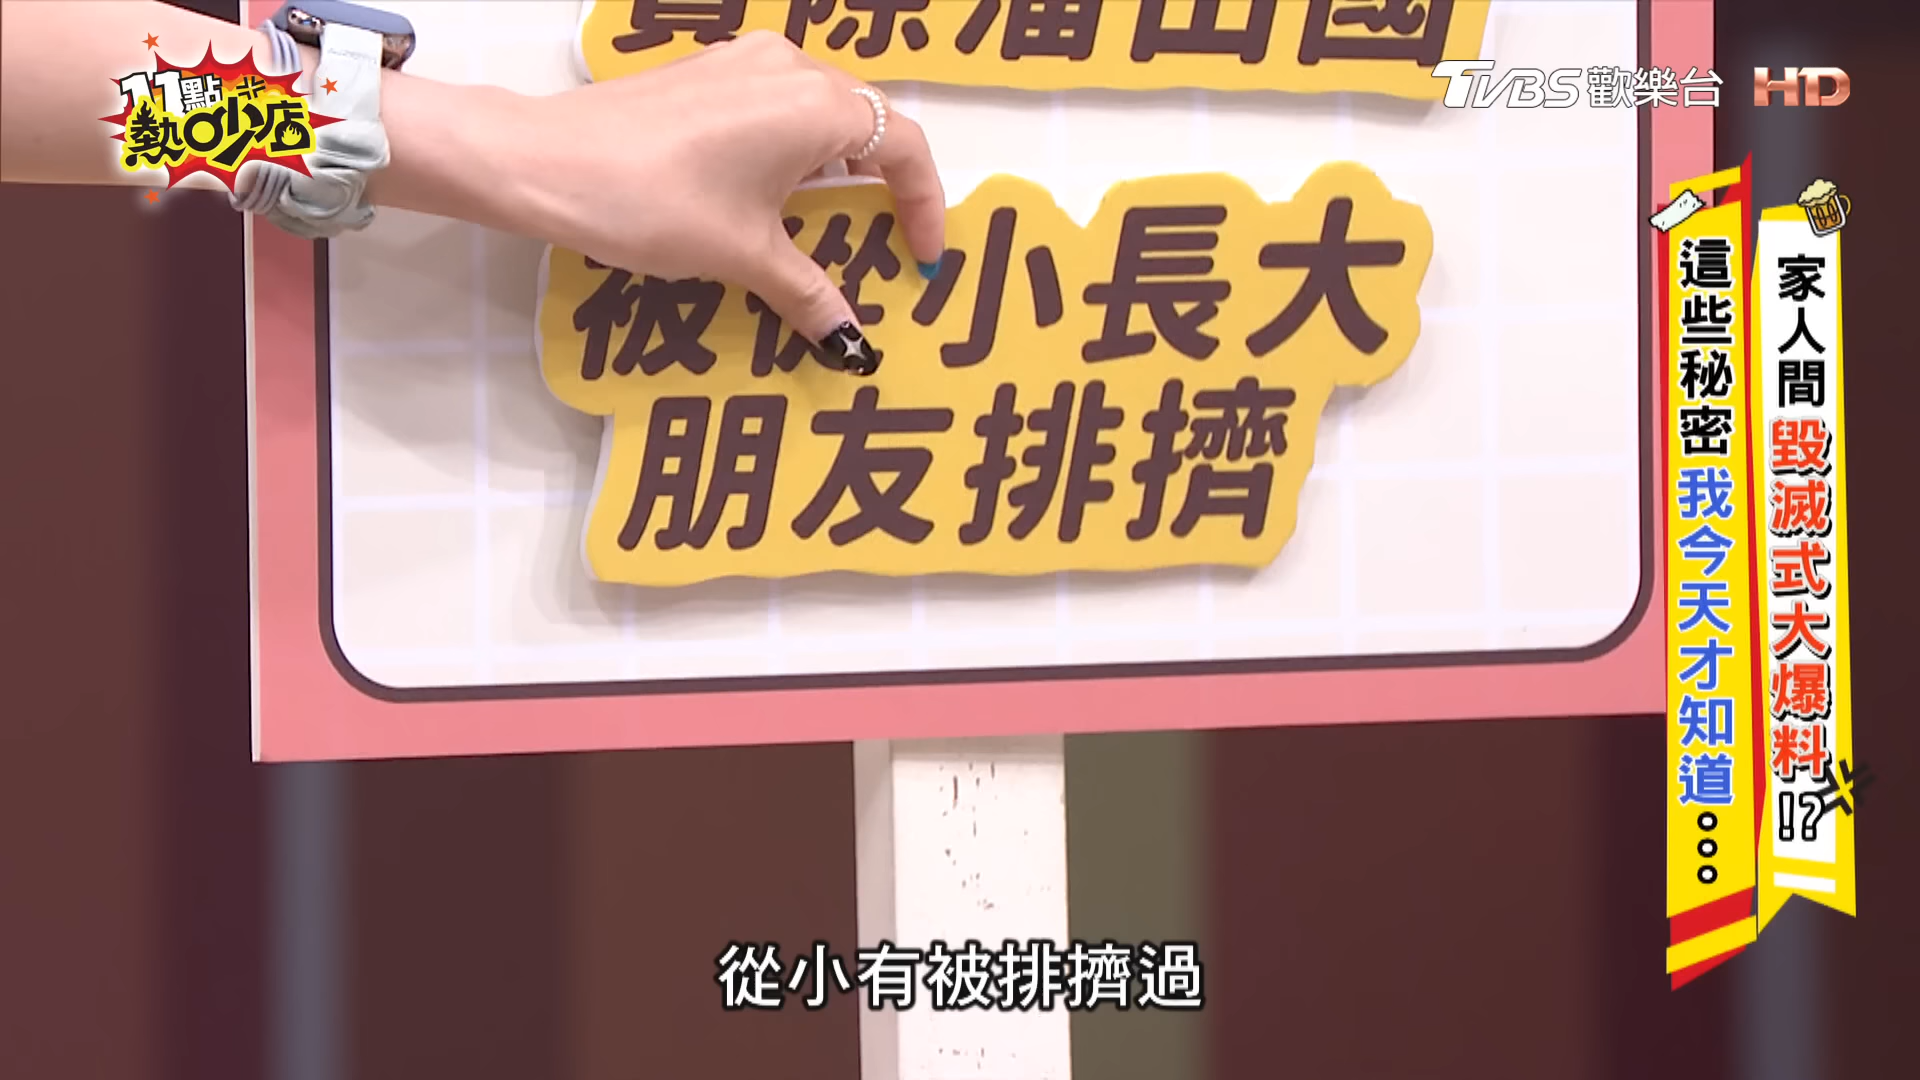 11點
熱吵店
TVBS歡樂台 HD
被從小長大
朋友排擠
家人間毀滅式大爆料!?
這些秘密我今天才知道....
從小有被排擠過